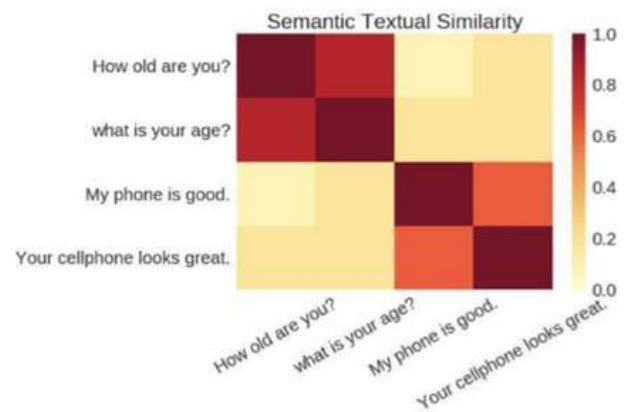 Semantic Textual Similarity
How old are you?
what is your age?
My phone is good.
Your cellphone looks great.
1.0
0.8
0.6
0.4
0.2
0.0
How old are you?
what is your age?
My phone is good.
Your cellphone looks great.